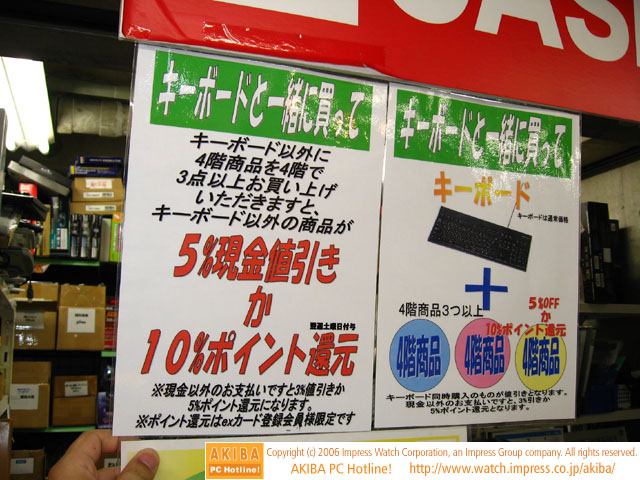 CASH
キーボードと一緒に買って
キーボード以外に
4階商品を4階で
3点以上お買い上げ
いただきますと、
キーボード以外の商品が
5%現金値引き
か
翌週土曜日付与
10%ポイント還元
※現金以外のお支払いですと3%値引きか
5%ポイント還元になります。
※ポイント還元はexカード登録会員様限定です
キーボードと一緒に買って
キーボード
キーボードは通常価格
+
4階商品3つ以上
5%OFF
か
10%ポイント還元
4階商品
4階商品
4階商品
キーボード同時購入のものが値引きとなります。
現金以外のお支払いですと、3%引きか
5%ポイント還元となります。
AKIBA
PC Hotline!
Copyright (c) 2006 Impress Watch Corporation, an Impress Group company. All rights reserved.
AKIBA PC Hotline! http://www.watch.impress.co.jp/akiba/